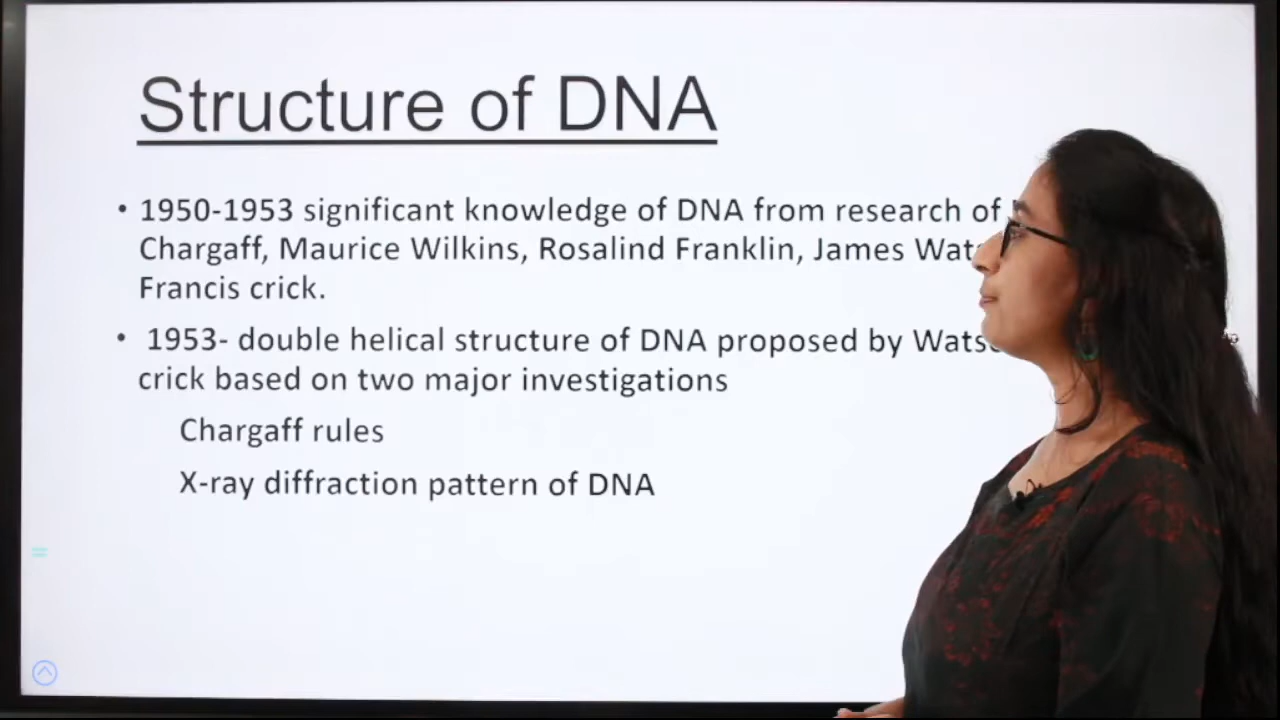 Structure of DNA
• 1950-1953 significant knowledge of DNA from research of
Chargaff, Maurice Wilkins, Rosalind Franklin, James
Francis crick.
• 1953- double helical structure of DNA proposed by
crick based on two major investigations
Chargaff rules
X-ray diffraction pattern of DNA